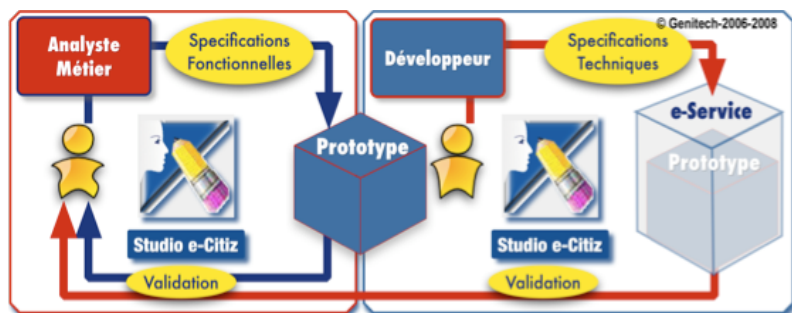 © Genitech-2006-2008
Analyste
Métier
Specifications
Fonctionnelles
Prototype
Studio e-Citiz
Validation
Développeur
Specifications
Techniques
e-Service
Prototype
Studio e-Citiz
Validation